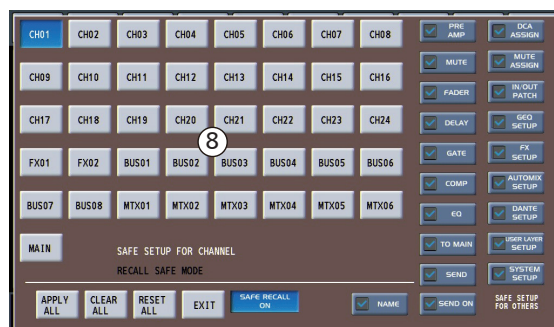 CH01 CH02 CH03 CH04 CH05 CH06 CH07 CH08
CH09 CH10 CH11 CH12 CH13 CH14 CH15 CH16
CH17 CH18 CH19 CH20 CH21 CH22 CH23 CH24
8
FX01 FX02 BUS01 BUS02 BUS03 BUS04 BUS05 BUS06
BUS07 BUS08 MTX01 MTX02 MTX03 MTX04 MTX05 MTX06
MAIN
SAFE SETUP FOR CHANNEL
RECALL SAFE MODE
APPLY ALL
CLEAR ALL
RESET ALL
EXIT
SAFE RECALL ON
NAME
PRE AMP
MUTE
FADER
DELAY
GATE
COMP
EQ
TO MAIN
SEND
SEND ON
DCA ASSIGN
MUTE ASSIGN
IN/OUT PATCH
GEQ SETUP
FX SETUP
AUTOMIX SETUP
DANTE SETUP
USER LAYER SETUP
SYSTEM SETUP
SAFE SETUP
FOR OTHERS